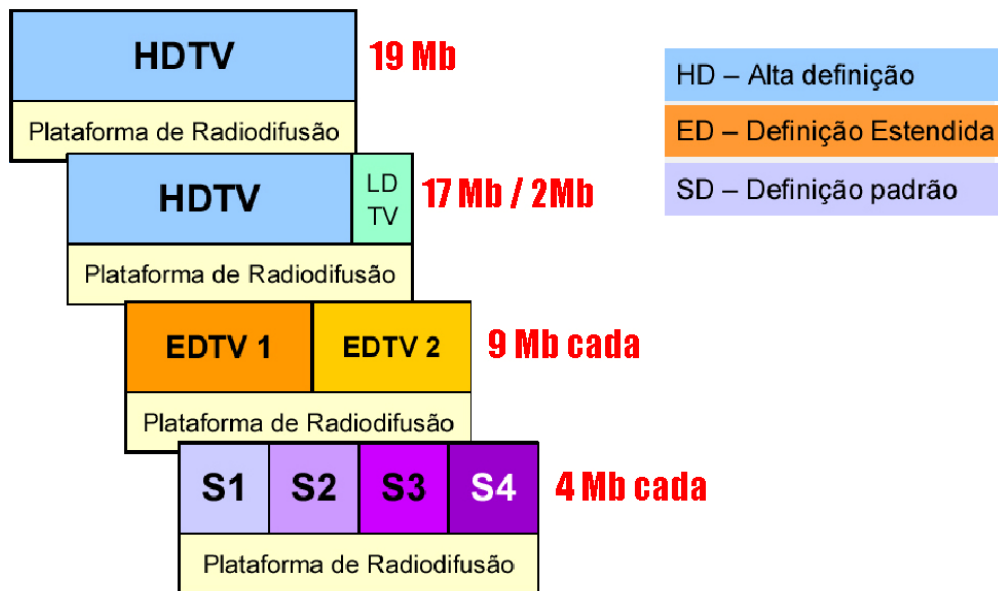 HDTV
19 Mb
Plataforma de Radiodifusão
HDTV
LD
TV
17 Mb / 2Mb
Plataforma de Radiodifusão
EDTV 1
EDTV 2
9 Mb cada
Plataforma de Radiodifusão
S1
S2
S3
S4
4 Mb cada
Plataforma de Radiodifusão
HD – Alta definição
ED – Definição Estendida
SD – Definição padrão